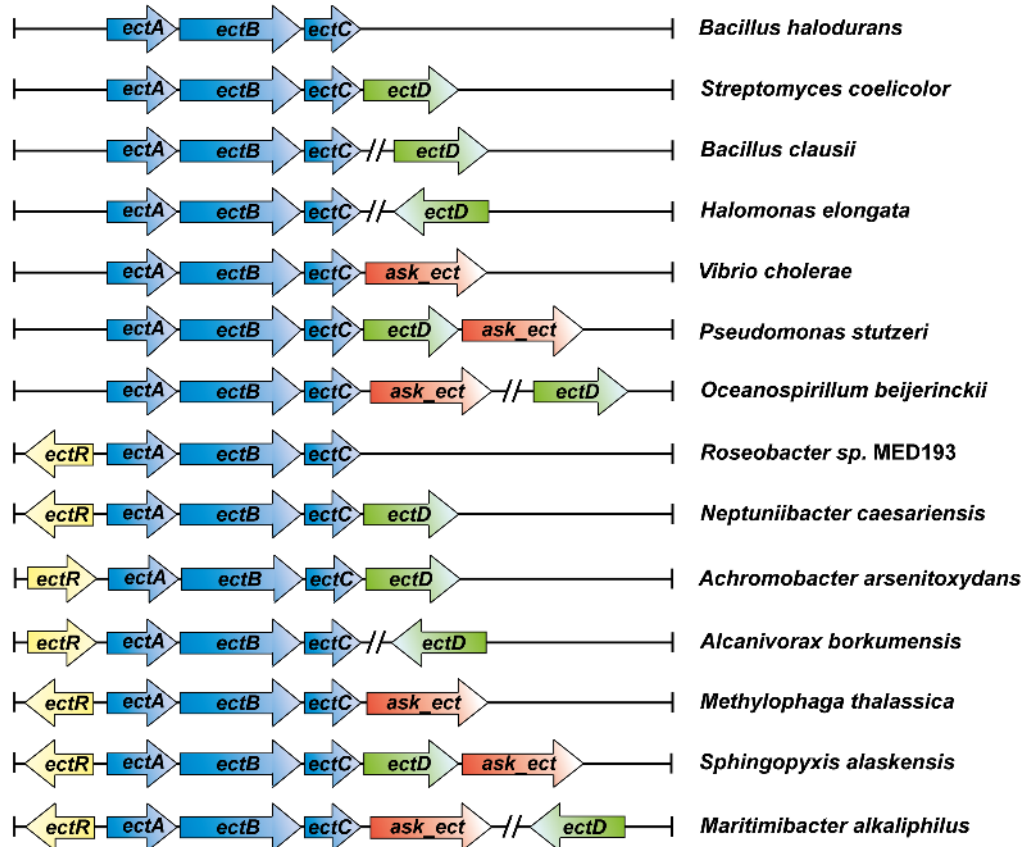 ectA ectB ectC Bacillus halodurans
ectA ectB ectC ectD Streptomyces coelicolor
ectA ectB ectC // ectD Bacillus clausii
ectA ectB ectC // ectD Halomonas elongata
ectA ectB ectC ask_ect Vibrio cholerae
ectA ectB ectC ectD ask_ect Pseudomonas stutzeri
ectA ectB ectC ask_ect // ectD Oceanospirillum beijerinckii
ectR ectA ectB ectC Roseobacter sp. MED193
ectR ectA ectB ectC ectD Neptuniibacter caesariensis
ectR ectA ectB ectC ectD Achromobacter arsenitoxydans
ectR ectA ectB ectC // ectD Alcanivorax borkumensis
ectR ectA ectB ectC ask_ect Methylophaga thalassica
ectR ectA ectB ectC ectD ask_ect Sphingopyxis alaskensis
ectR ectA ectB ectC ask_ect // ectD Maritimibacter alkaliphilus